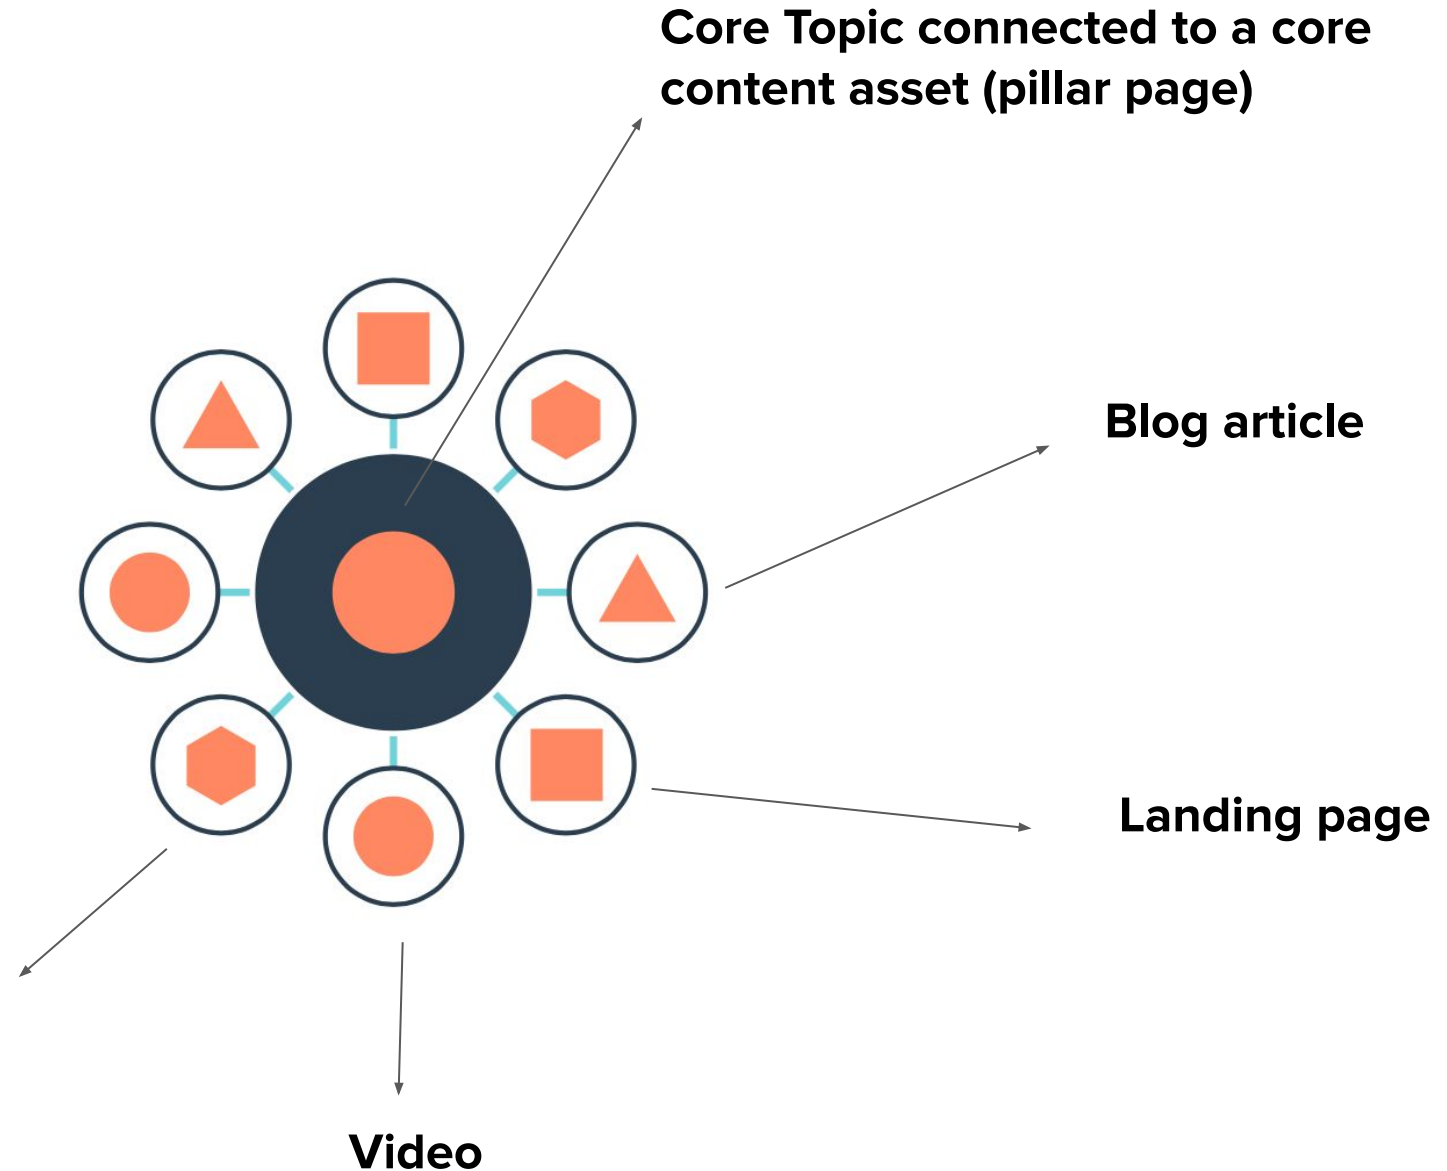 Core Topic connected to a core
content asset (pillar page)
Blog article
Landing page
Video